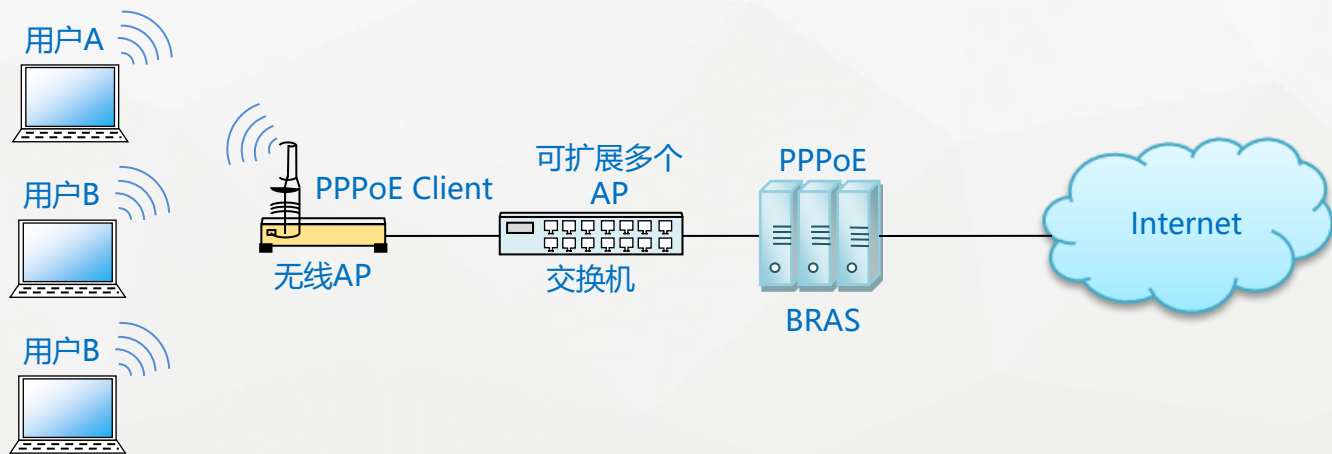 用户A
用户B
用户B
PPPoE Client
无线AP
可扩展多个
AP
交换机
PPPoE
BRAS
Internet